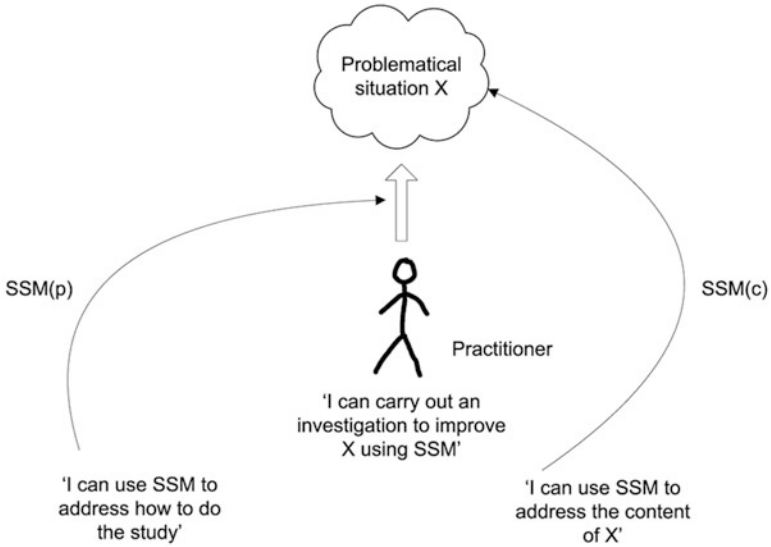 Problematical
situation X
SSM(p)
SSM(c)
Practitioner
‘I can carry out an
investigation to improve
X using SSM’
‘I can use SSM to
address how to do
the study’
‘I can use SSM to
address the content
of X’